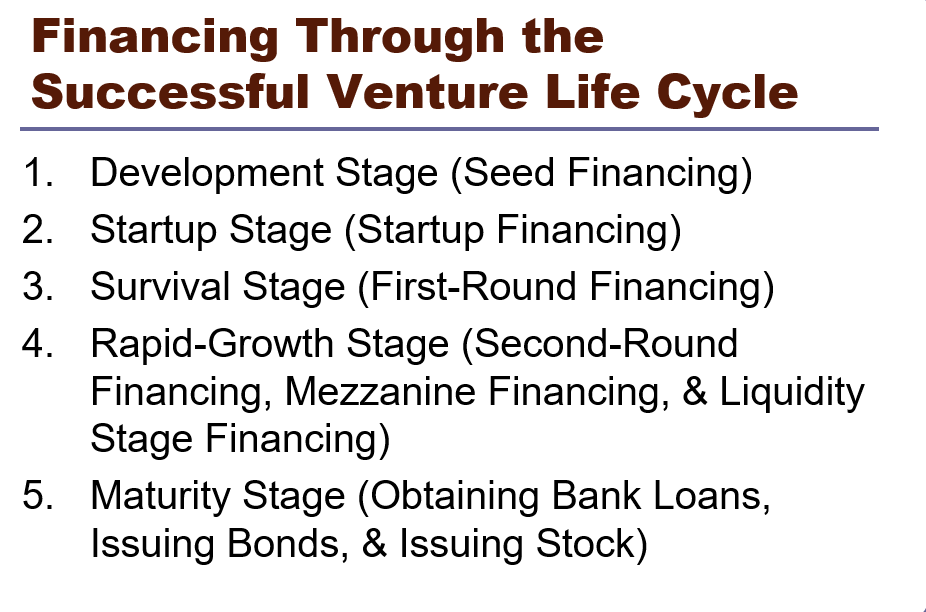 Financing Through the
Successful Venture Life Cycle
1. Development Stage (Seed Financing)
2. Startup Stage (Startup Financing)
3. Survival Stage (First-Round Financing)
4. Rapid-Growth Stage (Second-Round
Financing, Mezzanine Financing, & Liquidity
Stage Financing)
5. Maturity Stage (Obtaining Bank Loans,
Issuing Bonds, & Issuing Stock)